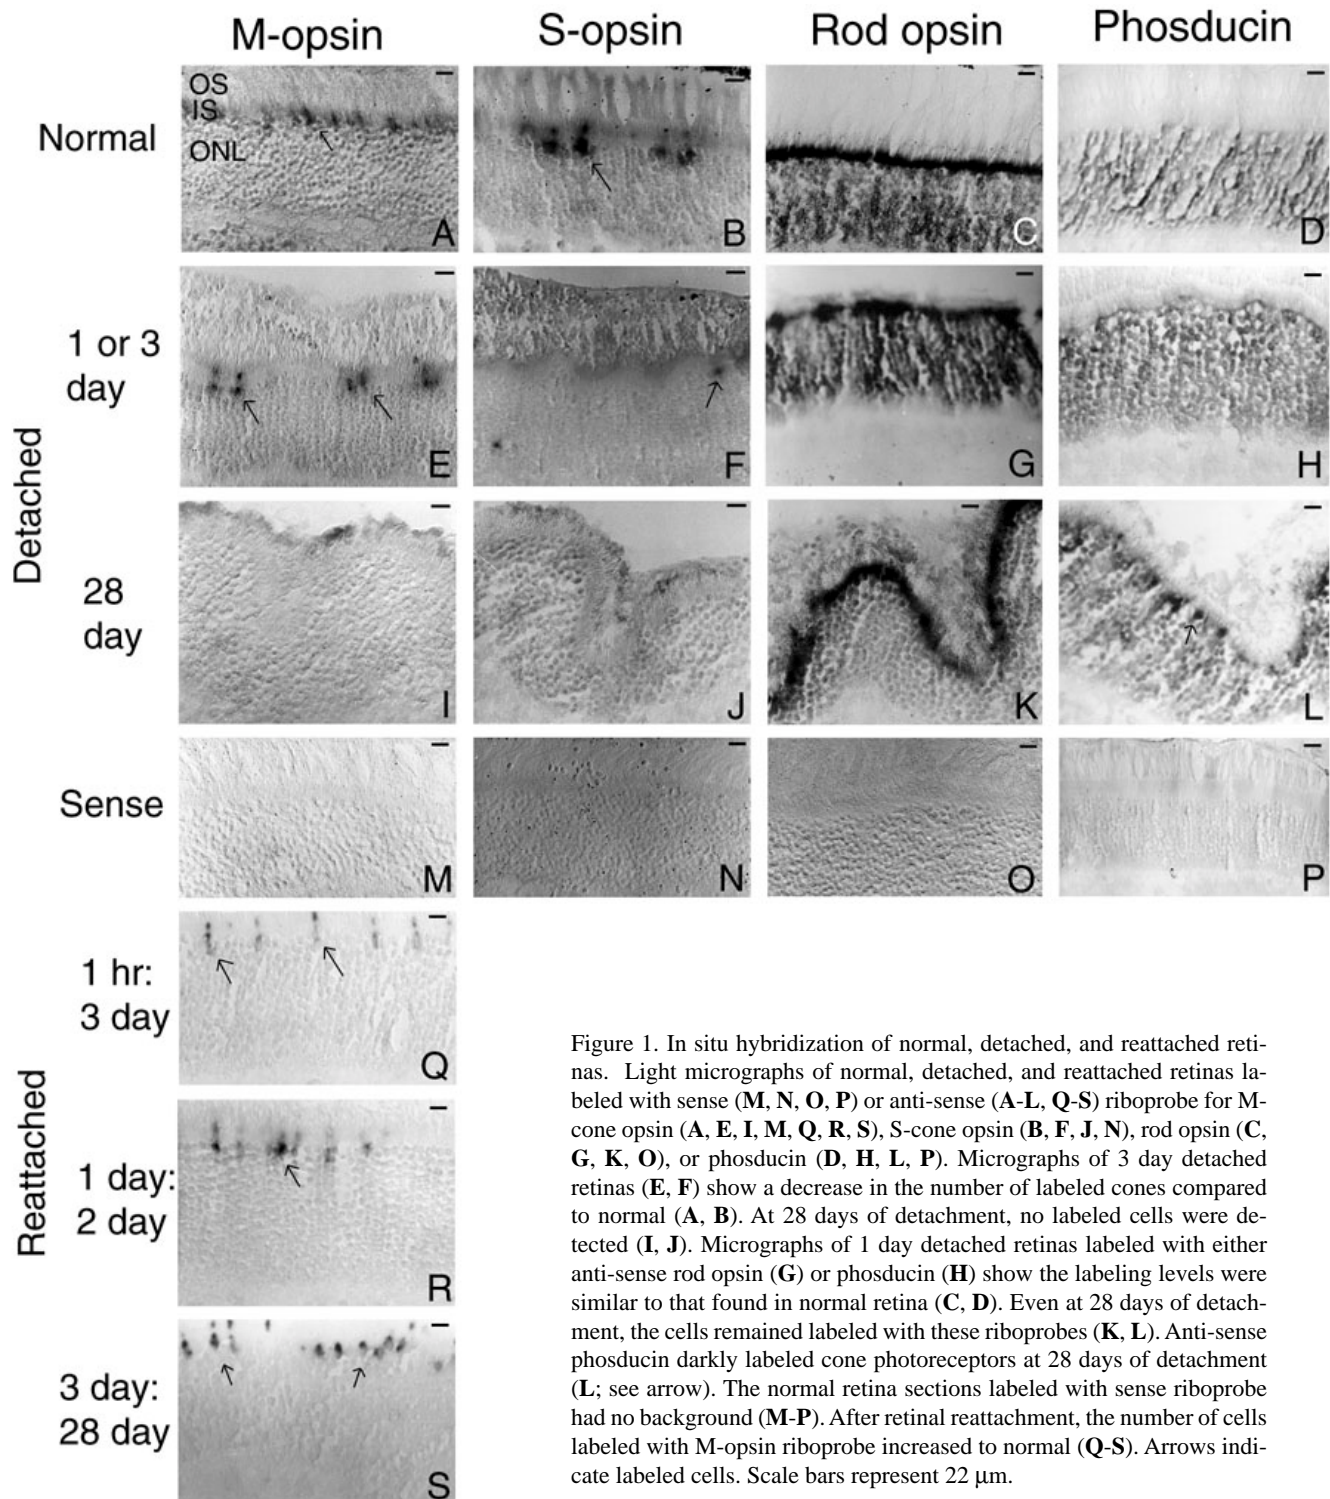 M-opsin S-opsin Rod opsin Phosducin
Normal
OS
IS
ONL
A B C D
Detached
1 or 3
day
E F G H
28
day
I J K L
Sense
M N O P
Reattached
1 hr:
3 day
Q
1 day:
2 day
R
3 day:
28 day
S
Figure 1. In situ hybridization of normal, detached, and reattached reti-
nas. Light micrographs of normal, detached, and reattached retinas la-
beled with sense (M, N, O, P) or anti-sense (A-L, Q-S) riboprobe for M-
cone opsin (A, E, I, M, Q, R, S), S-cone opsin (B, F, J, N), rod opsin (C,
G, K, O), or phosducin (D, H, L, P). Micrographs of 3 day detached
retinas (E, F) show a decrease in the number of labeled cones compared
to normal (A, B). At 28 days of detachment, no labeled cells were de-
tected (I, J). Micrographs of 1 day detached retinas labeled with either
anti-sense rod opsin (G) or phosducin (H) show the labeling levels were
similar to that found in normal retina (C, D). Even at 28 days of detach-
ment, the cells remained labeled with these riboprobes (K, L). Anti-sense
phosducin darkly labeled cone photoreceptors at 28 days of detachment
(L; see arrow). The normal retina sections labeled with sense riboprobe
had no background (M-P). After retinal reattachment, the number of cells
labeled with M-opsin riboprobe increased to normal (Q-S). Arrows indi-
cate labeled cells. Scale bars represent 22 μm.